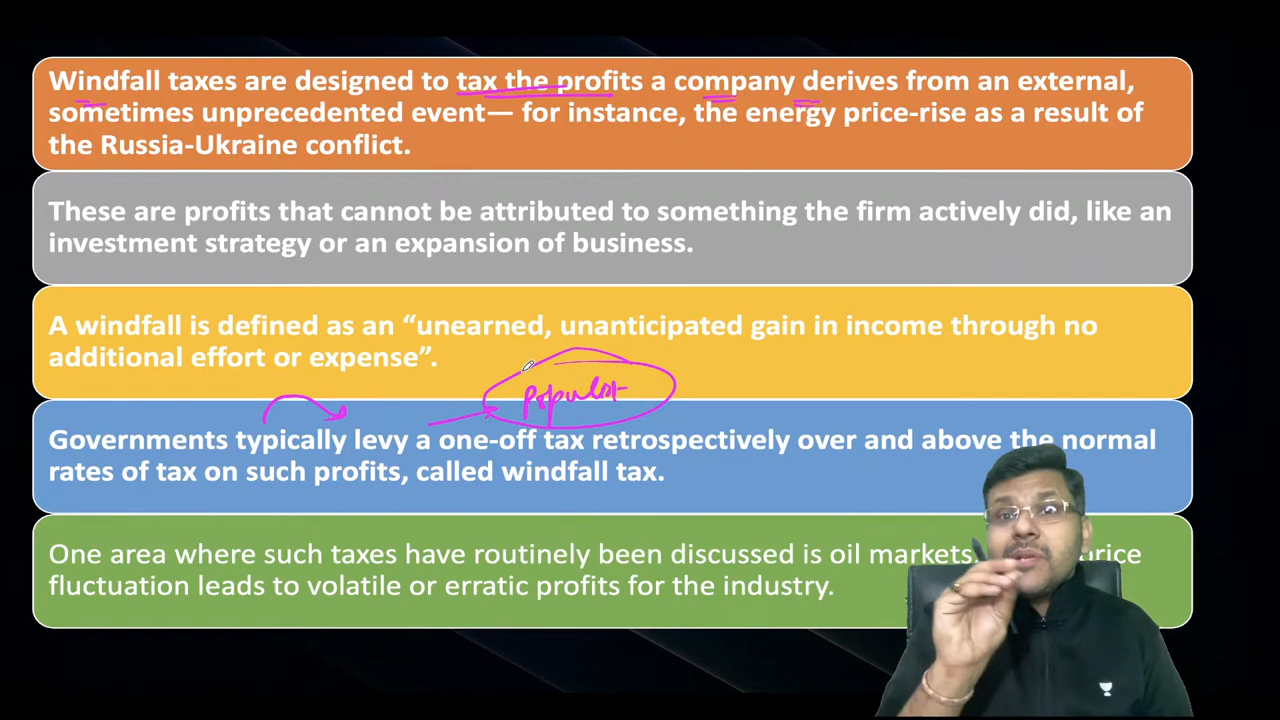 Windfall taxes are designed to tax the profits a company derives from an external,
sometimes unprecedented event— for instance, the energy price-rise as a result of
the Russia-Ukraine conflict.
These are profits that cannot be attributed to something the firm actively did, like an
investment strategy or an expansion of business.
A windfall is defined as an “unearned, unanticipated gain in income through no
additional effort or expense”.
Populist
Governments typically levy a one-off tax retrospectively over and above the normal
rates of tax on such profits, called windfall tax.
One area where such taxes have routinely been discussed is oil markets, price
fluctuation leads to volatile or erratic profits for the industry.